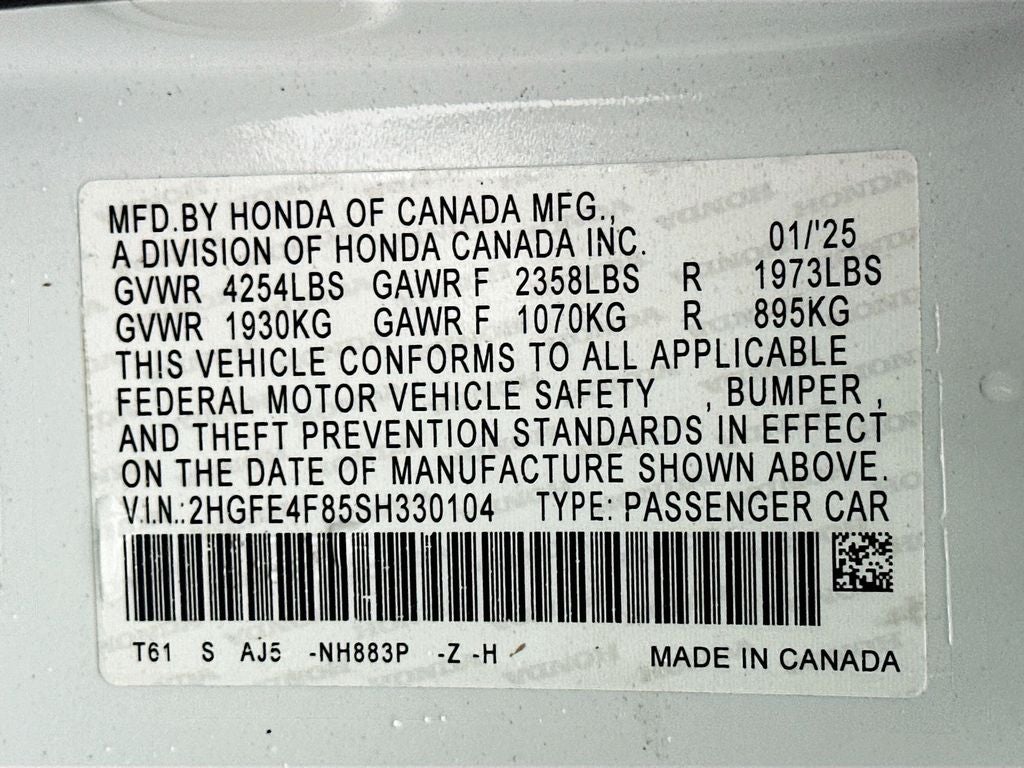 MFD.BY HONDA OF CANADA MFG.,
A DIVISION OF HONDA CANADA INC. 01/'25
GVWR 4254LBS GAWR F 2358LBS R 1973LBS
GVWR 1930KG GAWR F 1070KG R 895KG
THIS VEHICLE CONFORMS TO ALL APPLICABLE
FEDERAL MOTOR VEHICLE SAFETY , BUMPER ,
AND THEFT PREVENTION STANDARDS IN EFFECT
ON THE DATE OF MANUFACTURE SHOWN ABOVE.
V.I.N.:2HGFE4F85SH330104 TYPE: PASSENGER CAR
T61 S AJ5 -NH883P -Z -H MADE IN CANADA